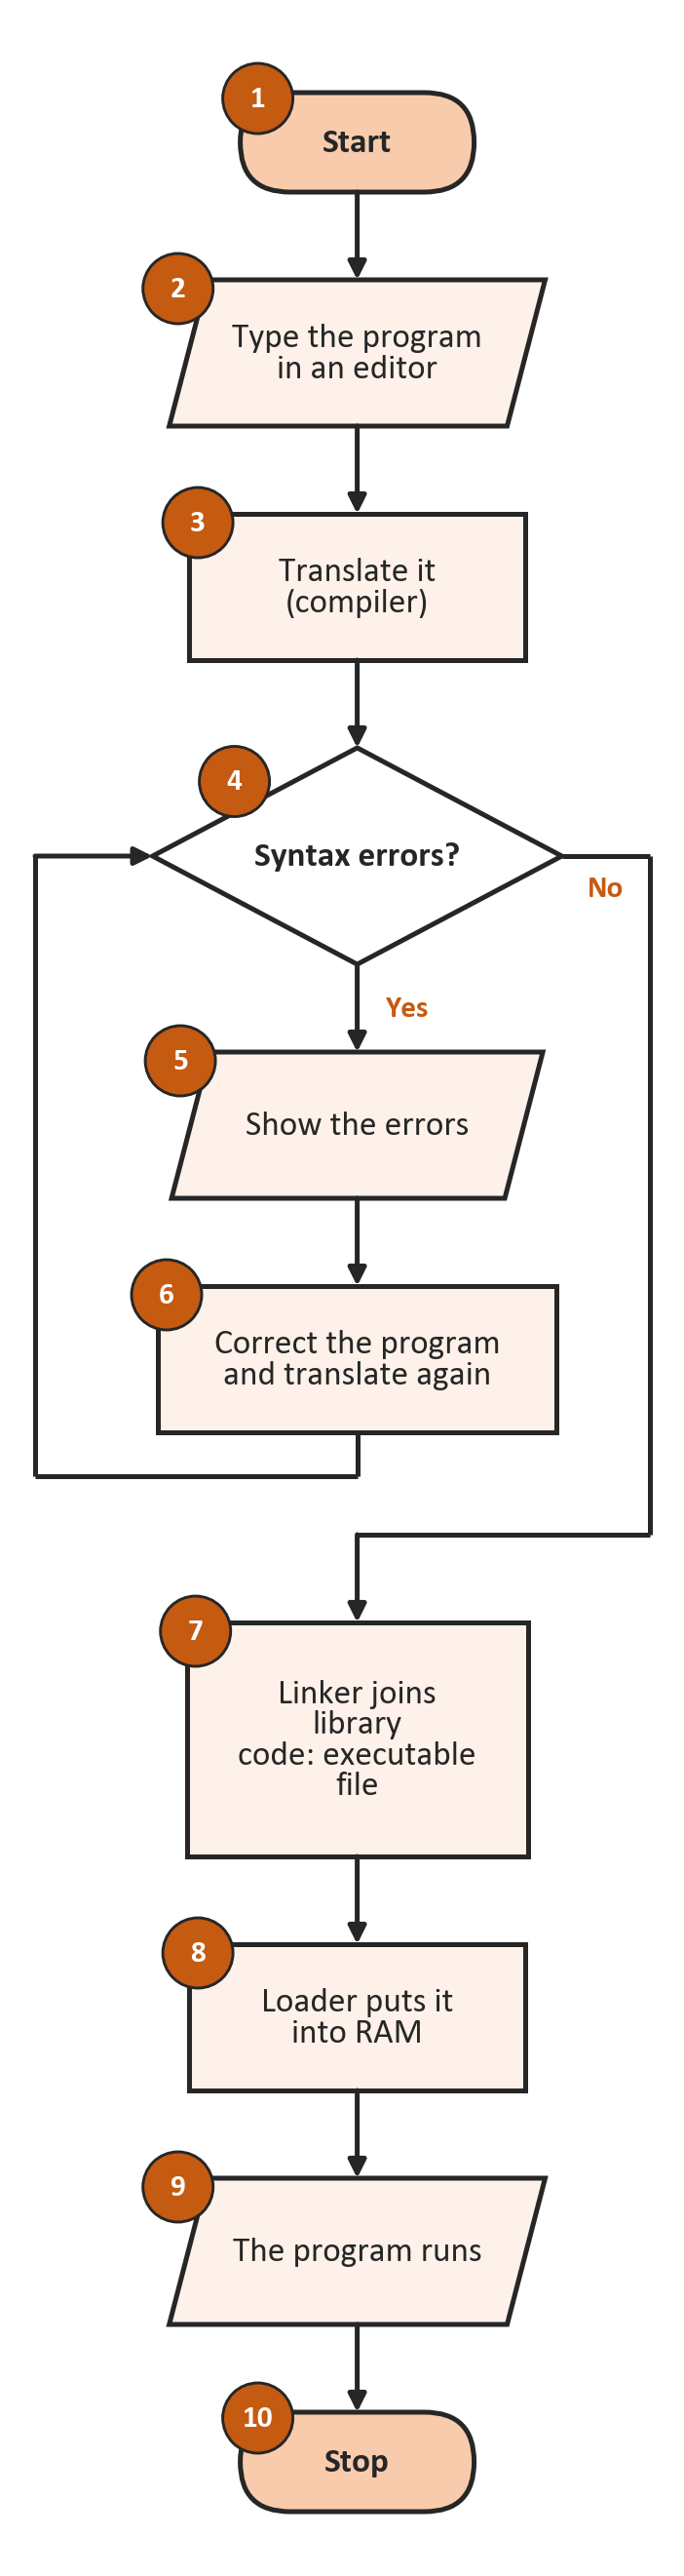 1
Start
2
Type the program
in an editor
3
Translate it
(compiler)
4
Syntax errors?
No
Yes
5
Show the errors
6
Correct the program
and translate again
7
Linker joins
library
code: executable
file
8
Loader puts it
into RAM
9
The program runs
10
Stop